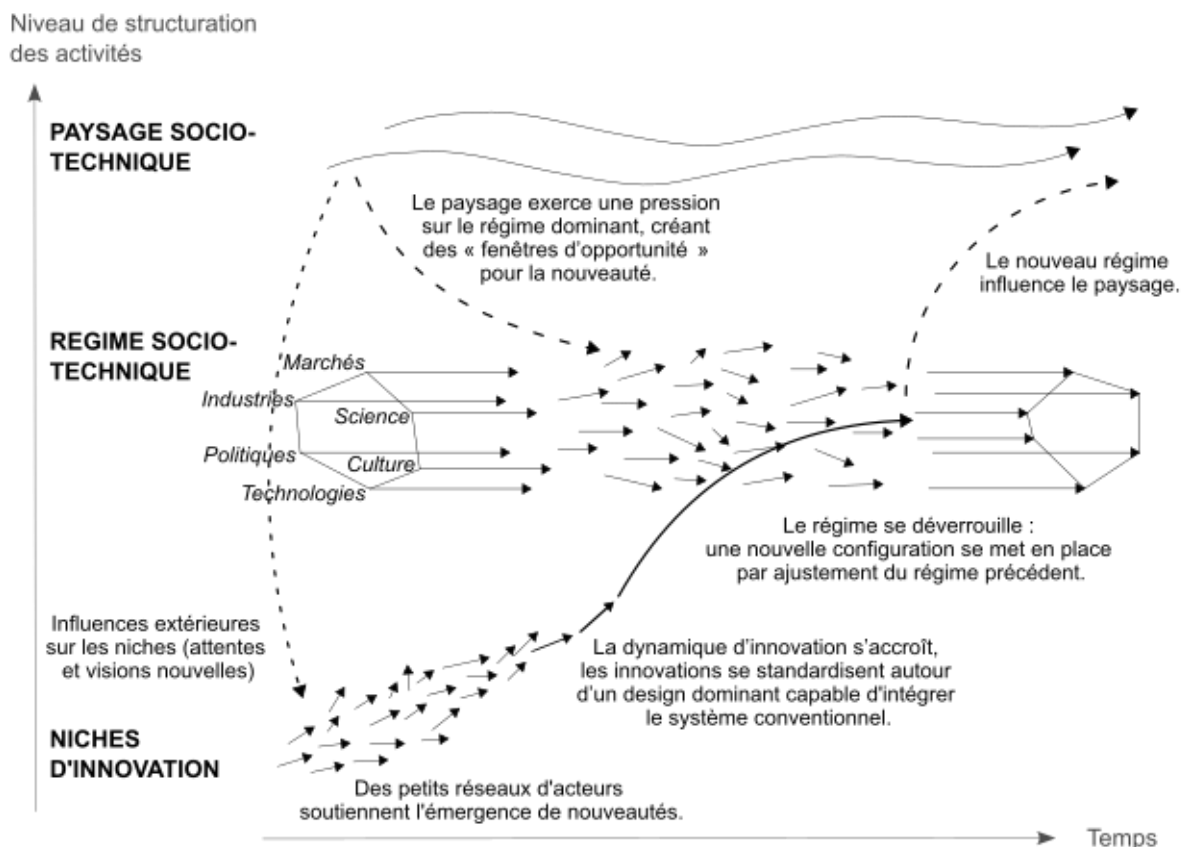 Niveau de structuration
des activités
PAYSAGE SOCIO-
TECHNIQUE
Le paysage exerce une pression
sur le régime dominant, créant
des « fenêtres d'opportunité »
pour la nouveauté.
Le nouveau régime
influence le paysage.
REGIME SOCIO-
TECHNIQUE
Marchés
Industries
Science
Politiques
Culture
Technologies
Le régime se déverrouille :
une nouvelle configuration se met en place
par ajustement du régime précédent.
Influences extérieures
sur les niches (attentes
et visions nouvelles)
La dynamique d'innovation s'accroît,
les innovations se standardisent autour
d'un design dominant capable d'intégrer
le système conventionnel.
NICHES
D'INNOVATION
Des petits réseaux d'acteurs
soutiennent l'émergence de nouveautés.
Temps